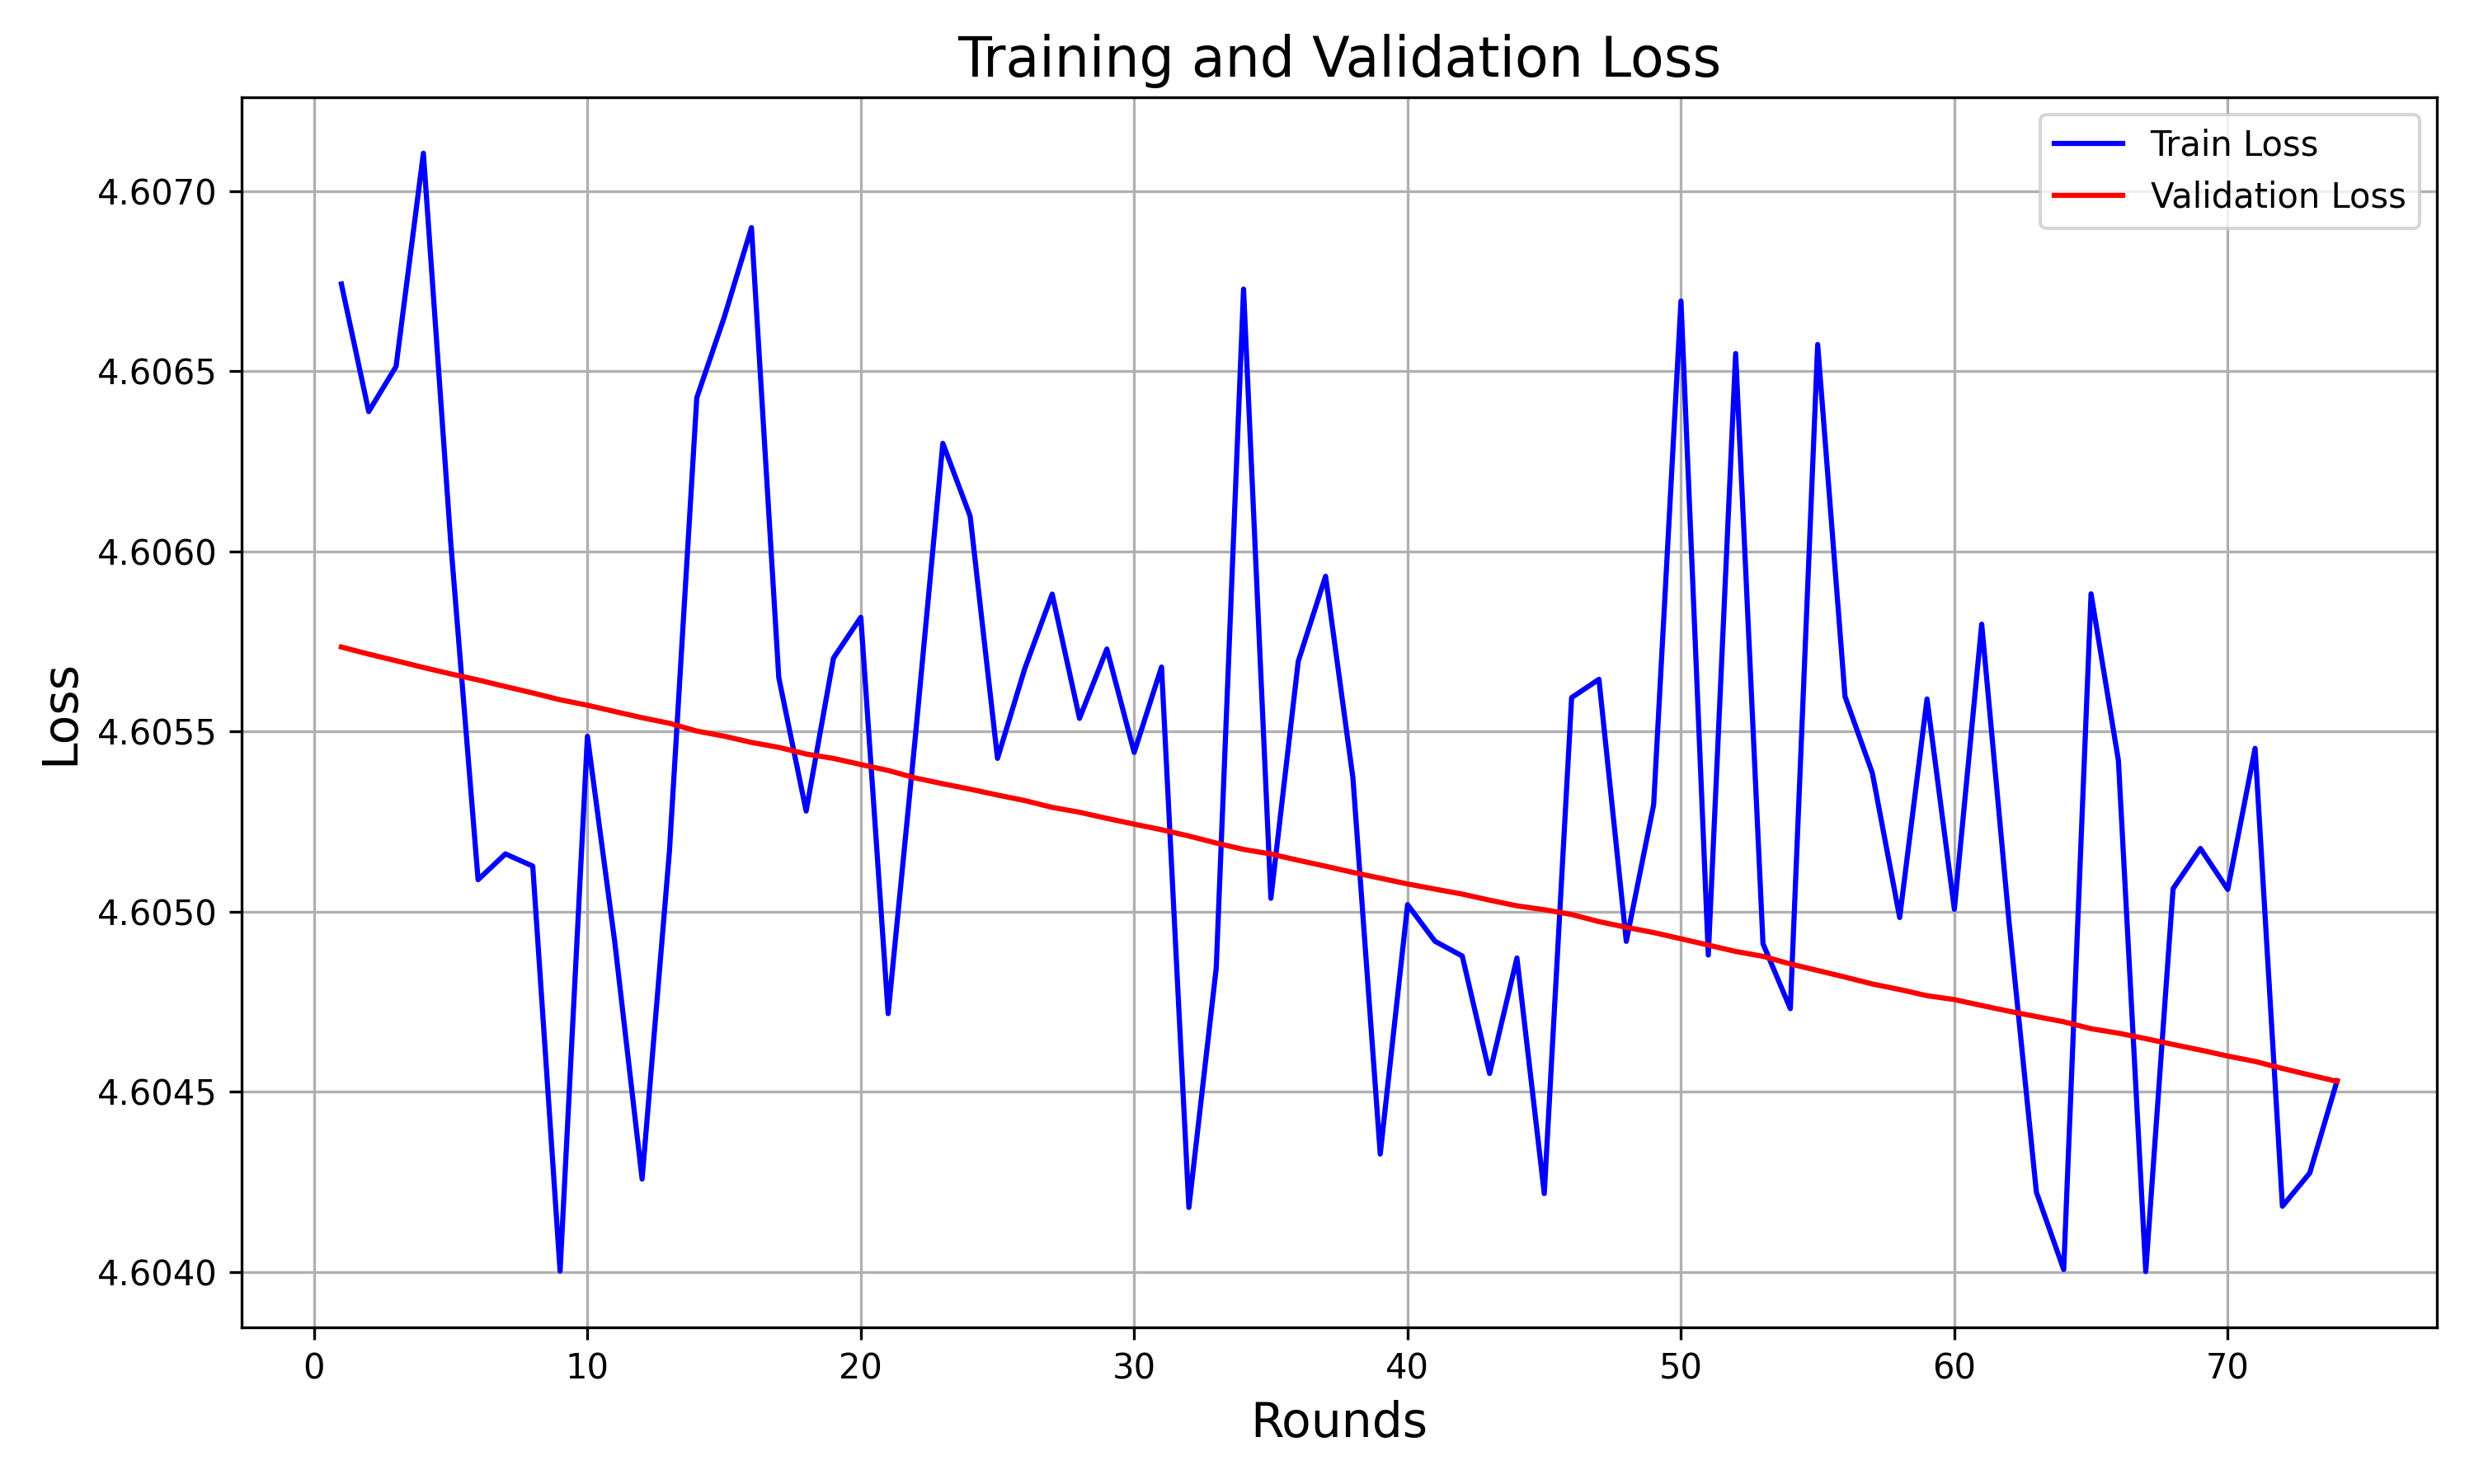 Training and Validation Loss
Train Loss
Validation Loss
4.6070
4.6065
4.6060
4.6055
4.6050
4.6045
4.6040
Loss
0 10 20 30 40 50 60 70
Rounds